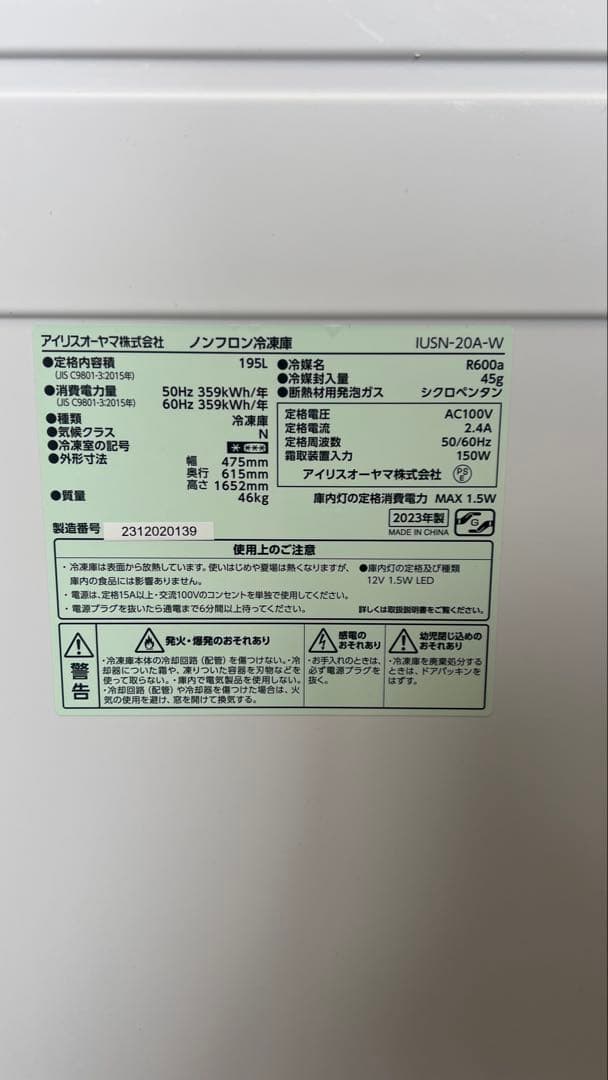 アイリスオーヤマ株式会社 ノンフロン冷凍庫 IUSN-20A-W
●定格内容積 195L
(JIS C9801-3:2015年)
●消費電力量 50Hz 359kWh/年
(JIS C9801-3:2015年) 60Hz 359kWh/年
●種類 冷凍庫
●気候クラス N
●冷凍室の記号
●外形寸法 幅 475mm
奥行 615mm
高さ 1652mm
●質量 46kg
●冷媒名 R600a
●冷媒封入量 45g
●断熱材用発泡ガス シクロペンタン
定格電圧 AC100V
定格電流 2.4A
定格周波数 50/60Hz
霜取装置入力 150W
アイリスオーヤマ株式会社 PSE
庫内灯の定格消費電力 MAX 1.5W
2023年製 G
MADE IN CHINA
製造番号 2312020139
使用上のご注意
・冷凍庫は表面から放熱しています。使いはじめや夏場は熱くなりますが、
庫内の食品には影響ありません。
・電源は、定格15A以上・交流100Vのコンセントを単独で使用してください。
・電源プラグを抜いたら通電まで6分間以上待ってください。
●庫内灯の定格及び種類
12V 1.5W LED
詳しくは取扱説明書をご覧ください。
警告
発火・爆発のおそれあり
・冷凍庫本体の冷却回路（配管）を傷つけない。・冷
却器についた霜や、凍りついた容器を刃物などを
使って取らない。・庫内で電気製品を使用しない。
・冷却回路（配管）や冷却器を傷つけた場合は、火
気の使用を避け、窓を開けて換気する。
感電の
おそれあり
・お手入れのときは、
必ず電源プラグを
抜く。
幼児閉じ込めの
おそれあり
・冷凍庫を廃棄処分する
ときは、ドアパッキンを
はずす。